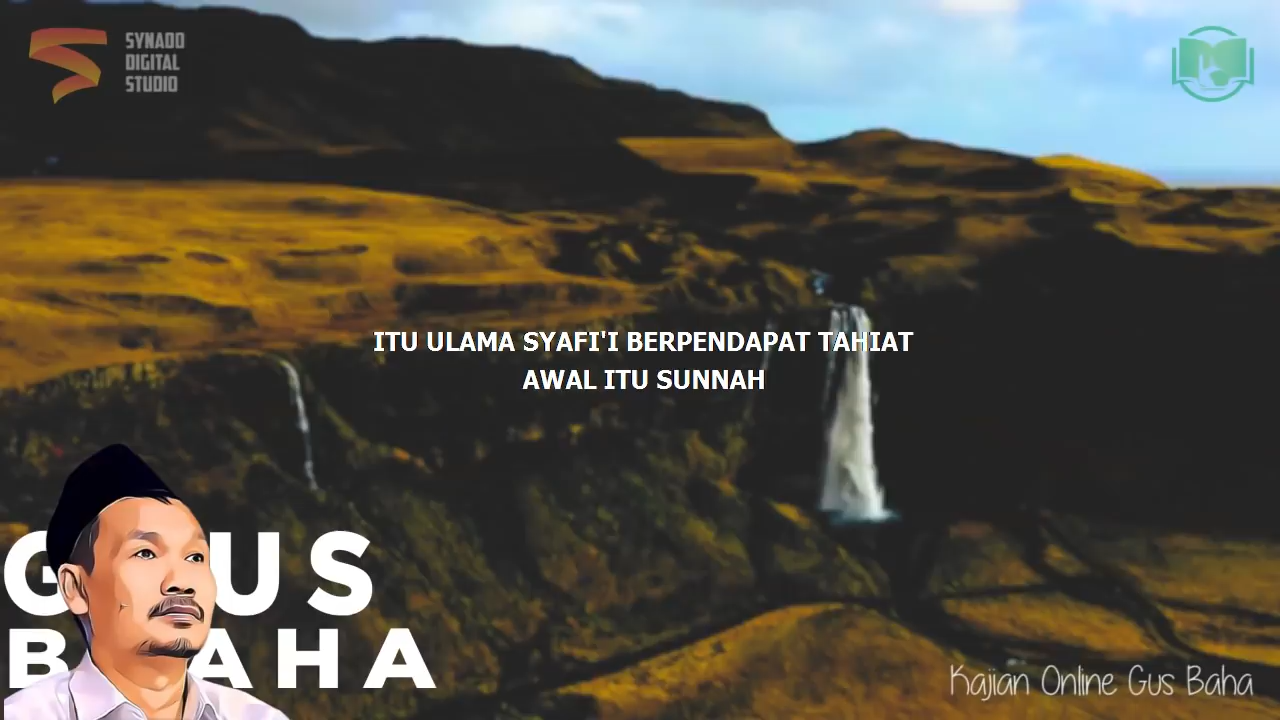 SYNADO
DIGITAL
STUDIO
ITU ULAMA SYAFI'I BERPENDAPAT TAHIAT
AWAL ITU SUNNAH
GUS
BAHA
Kajian Online Gus Baha